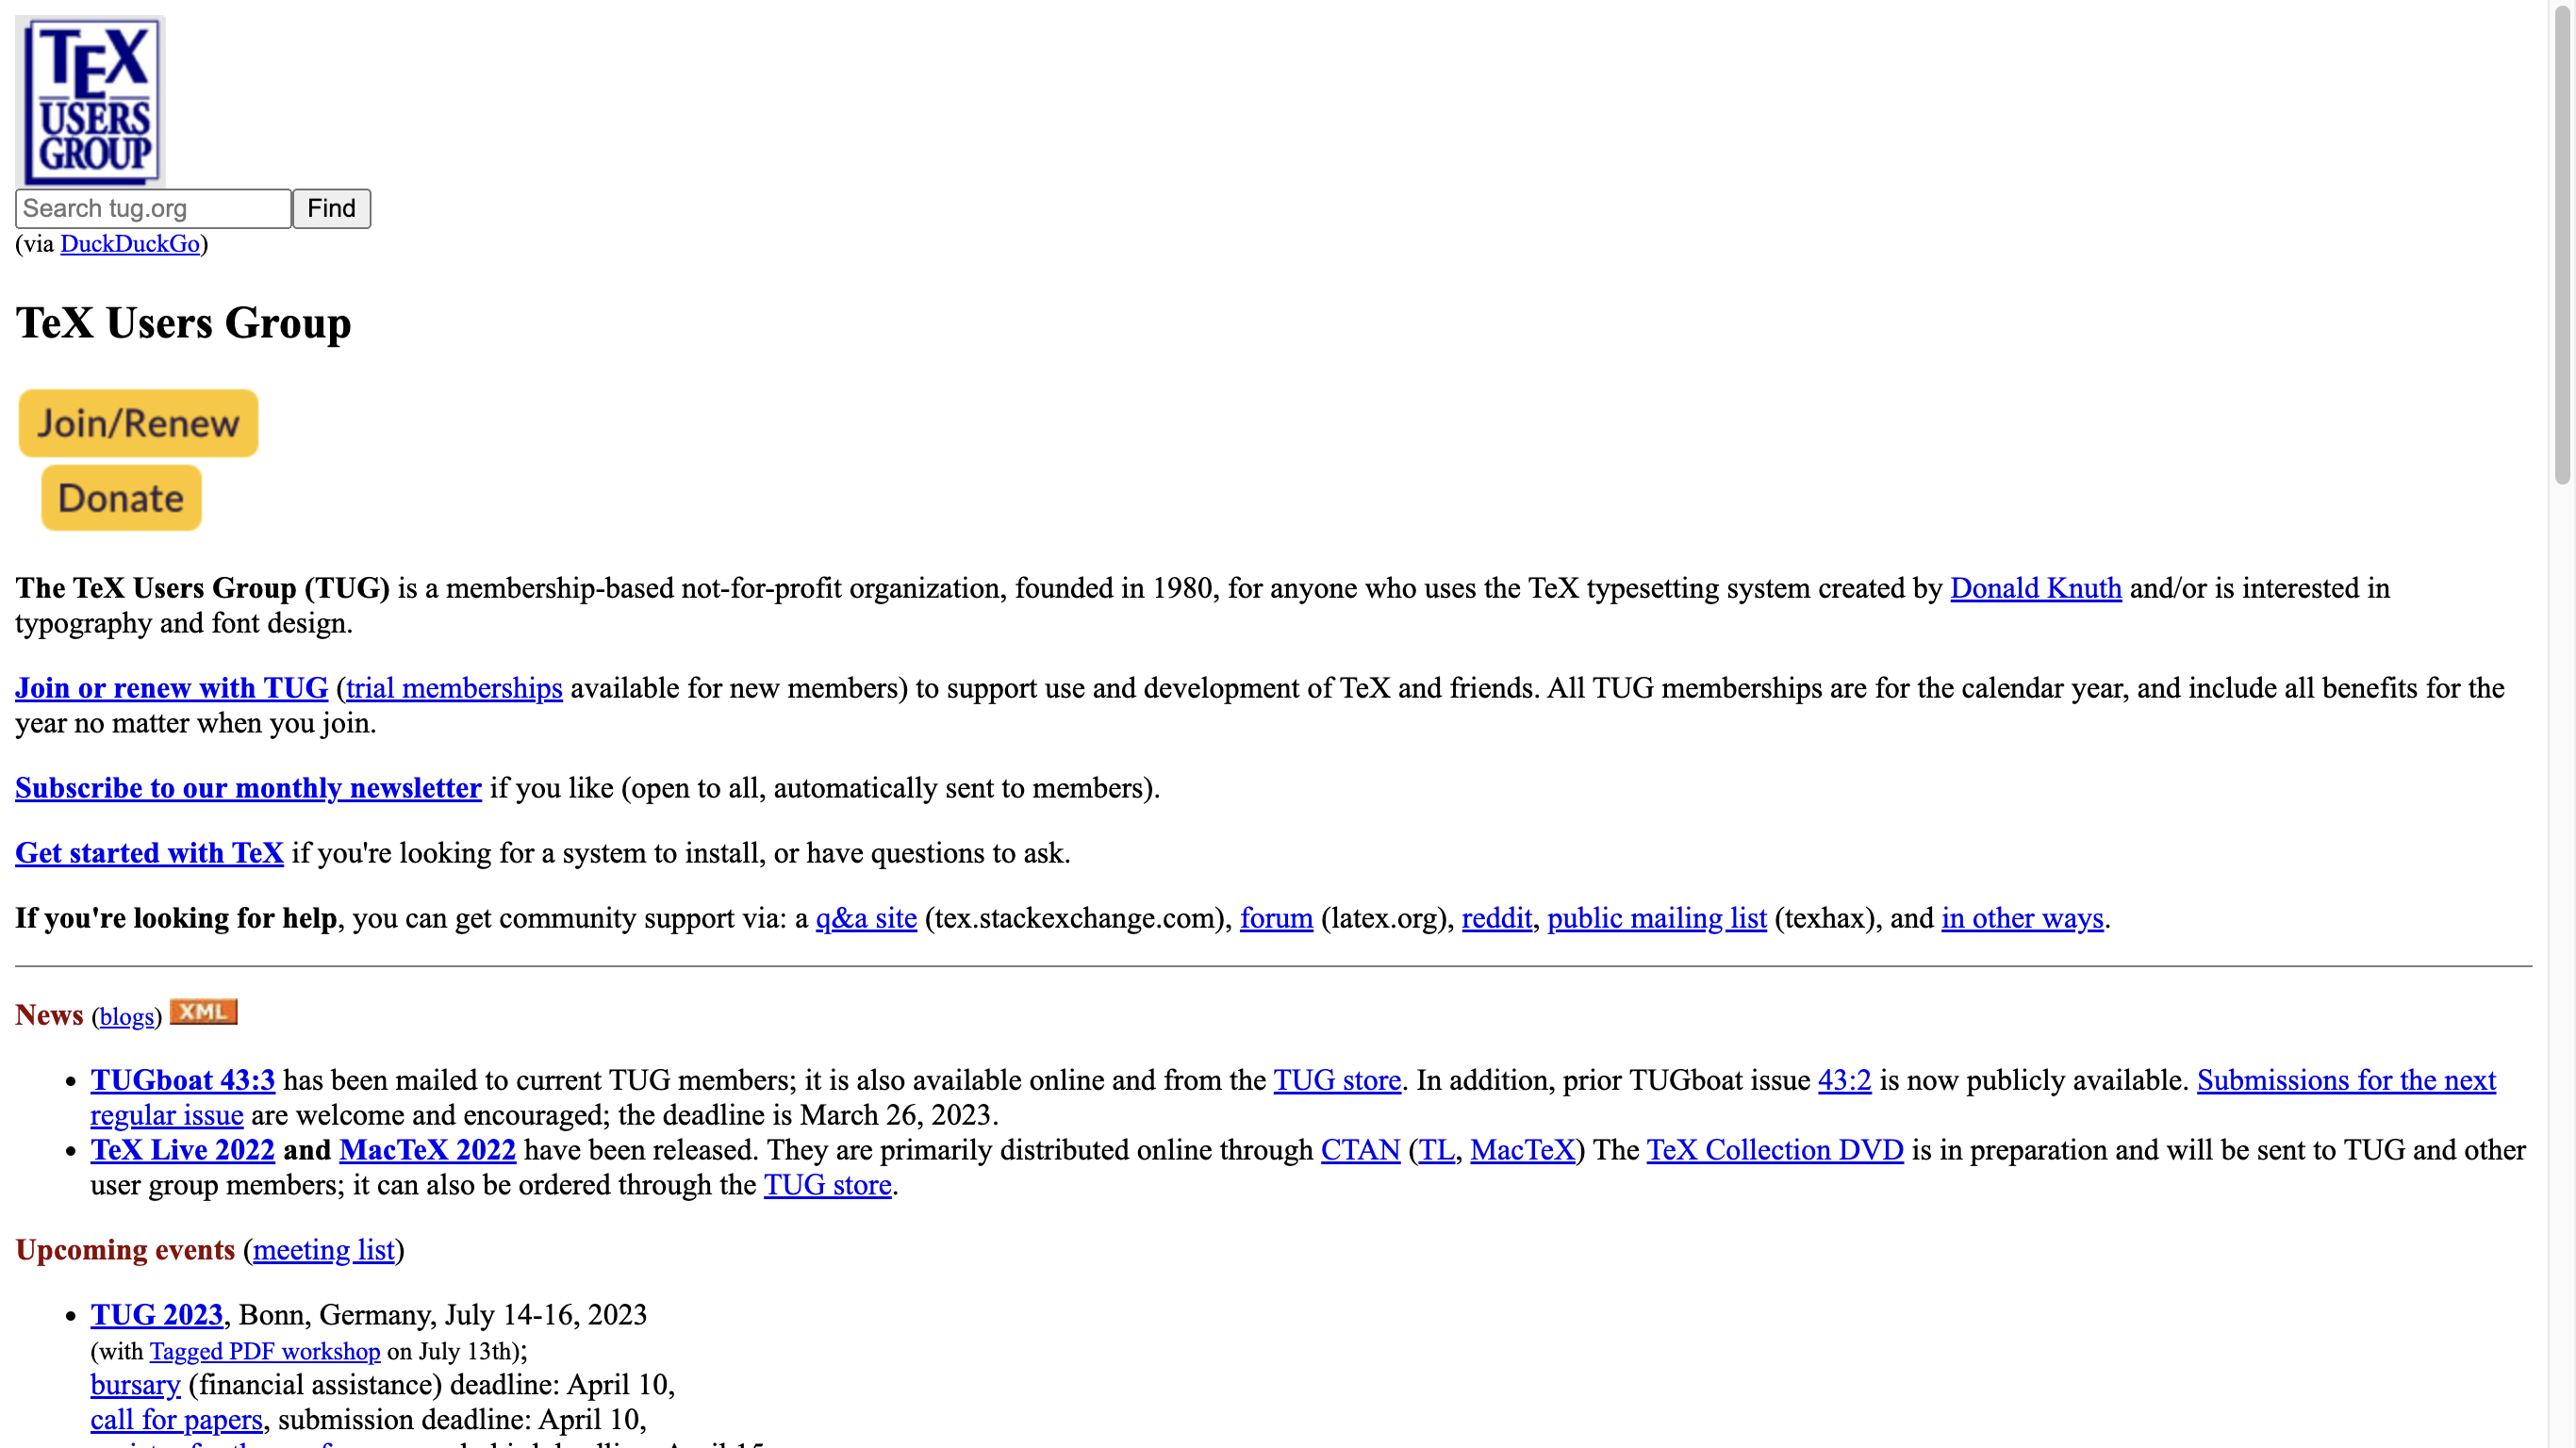 TEX
USERS
GROUP
Search tug.org Find
(via DuckDuckGo)
TeX Users Group
Join/Renew
Donate
The TeX Users Group (TUG) is a membership-based not-for-profit organization, founded in 1980, for anyone who uses the TeX typesetting system created by Donald Knuth and/or is interested in
typography and font design.
Join or renew with TUG (trial memberships available for new members) to support use and development of TeX and friends. All TUG memberships are for the calendar year, and include all benefits for the
year no matter when you join.
Subscribe to our monthly newsletter if you like (open to all, automatically sent to members).
Get started with TeX if you're looking for a system to install, or have questions to ask.
If you're looking for help, you can get community support via: a q&a site (tex.stackexchange.com), forum (latex.org), reddit, public mailing list (texhax), and in other ways.
News (blogs) XML
• TUGboat 43:3 has been mailed to current TUG members; it is also available online and from the TUG store. In addition, prior TUGboat issue 43:2 is now publicly available. Submissions for the next
regular issue are welcome and encouraged; the deadline is March 26, 2023.
• TeX Live 2022 and MacTeX 2022 have been released. They are primarily distributed online through CTAN (TL, MacTeX) The TeX Collection DVD is in preparation and will be sent to TUG and other
user group members; it can also be ordered through the TUG store.
Upcoming events (meeting list)
• TUG 2023, Bonn, Germany, July 14-16, 2023
(with Tagged PDF workshop on July 13th);
bursary (financial assistance) deadline: April 10,
call for papers, submission deadline: April 10,